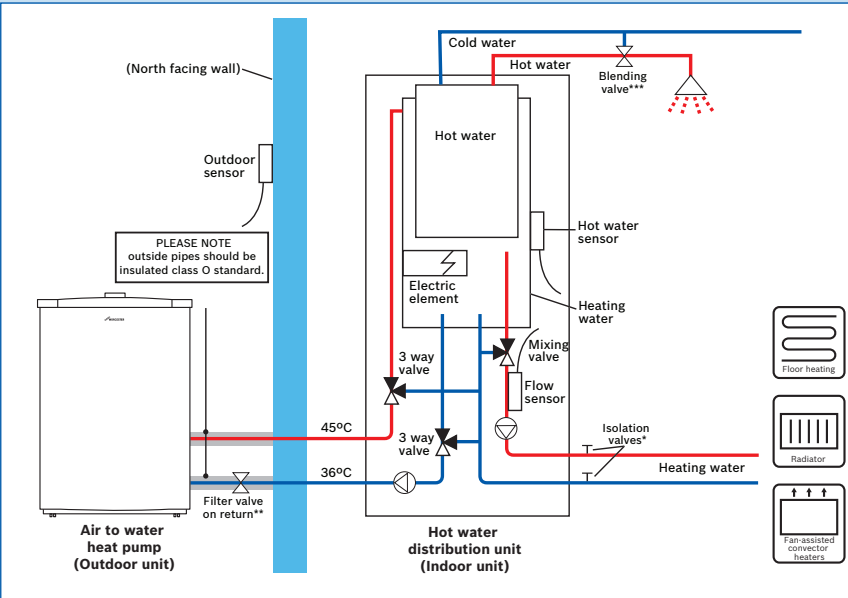 Cold water
Hot water
(North facing wall)
Blending
valve***
Hot water
Outdoor
sensor
Hot water
sensor
PLEASE NOTE
outside pipes should be
insulated class O standard.
Electric
element
Heating
water
Mixing
valve
3 way
valve
Flow
sensor
Floor heating
45ºC
3 way
valve
Isolation
valves*
Radiator
36ºC
Heating water
Filter valve
on return**
Air to water
heat pump
(Outdoor unit)
Hot water
distribution unit
(Indoor unit)
Fan-assisted
convector
heaters